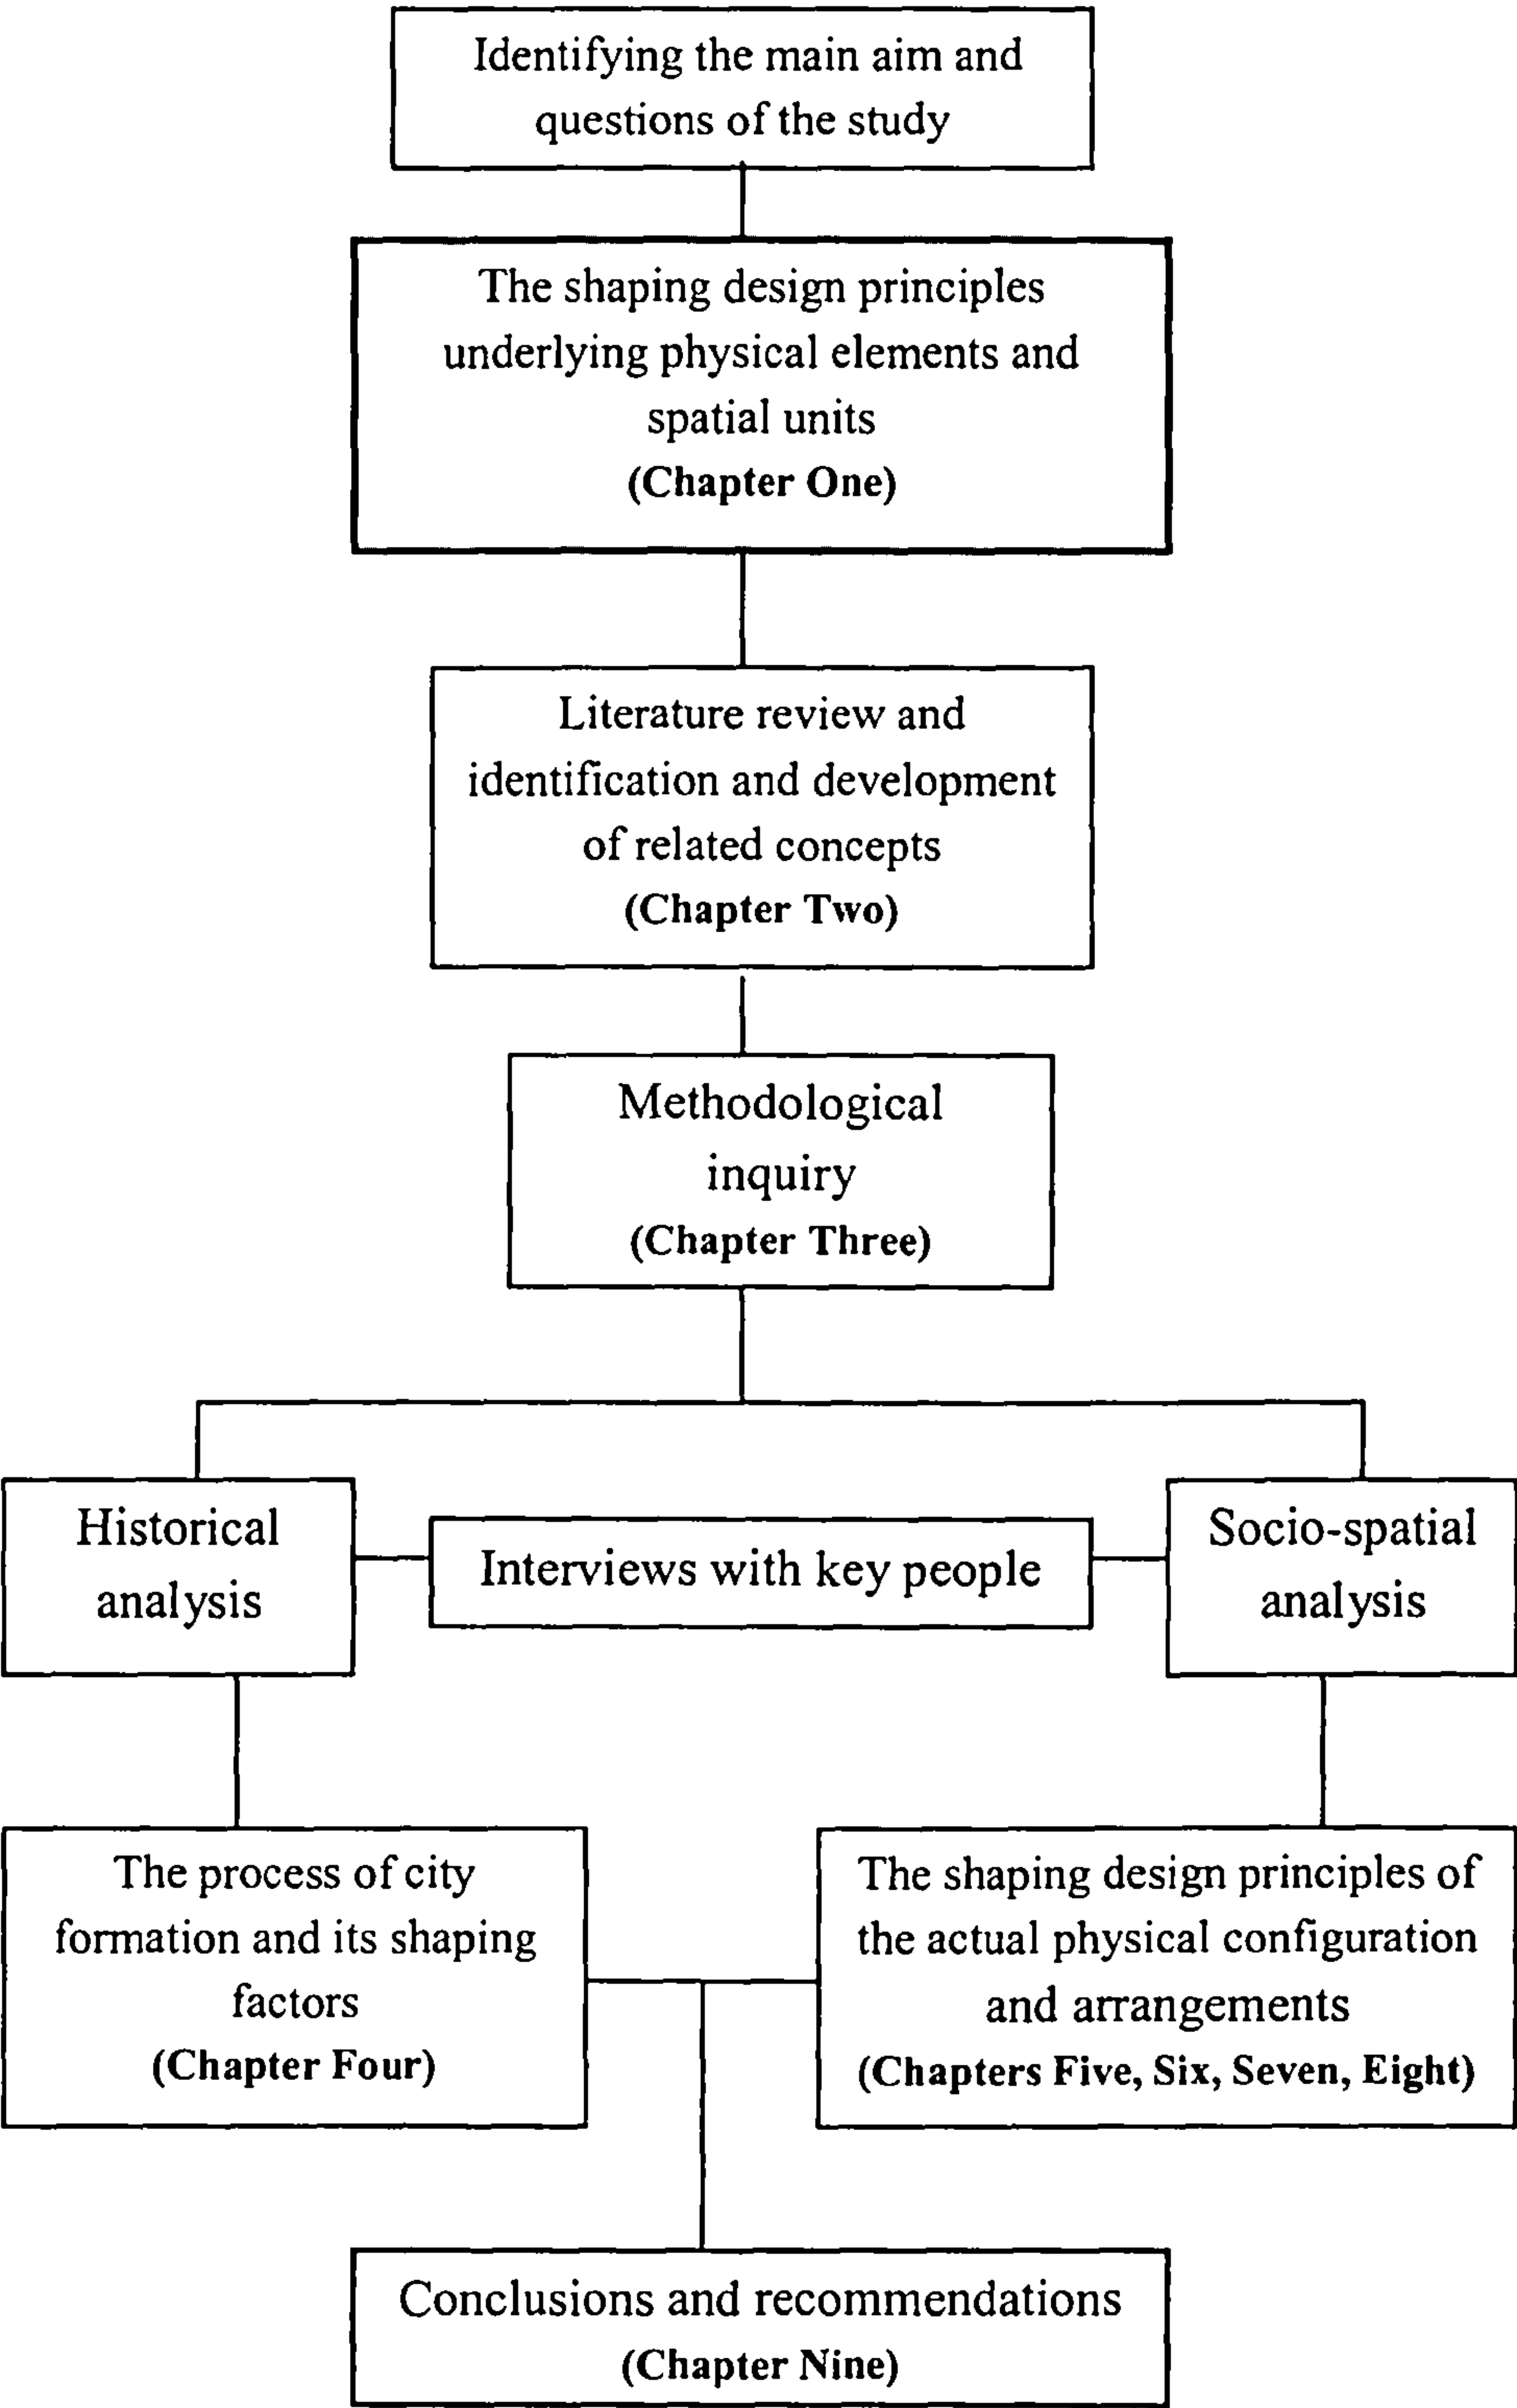 Identifying the main aim and
questions of the study
The shaping design principles
underlying physical elements and
spatial units
(Chapter One)
Literature review and
identification and development
of related concepts
(Chapter Two)
Methodological
inquiry
(Chapter Three)
Historical
analysis
Interviews with key people
Socio-spatial
analysis
The process of city
formation and its shaping
factors
(Chapter Four)
The shaping design principles of
the actual physical configuration
and arrangements
(Chapters Five, Six, Seven, Eight)
Conclusions and recommendations
(Chapter Nine)